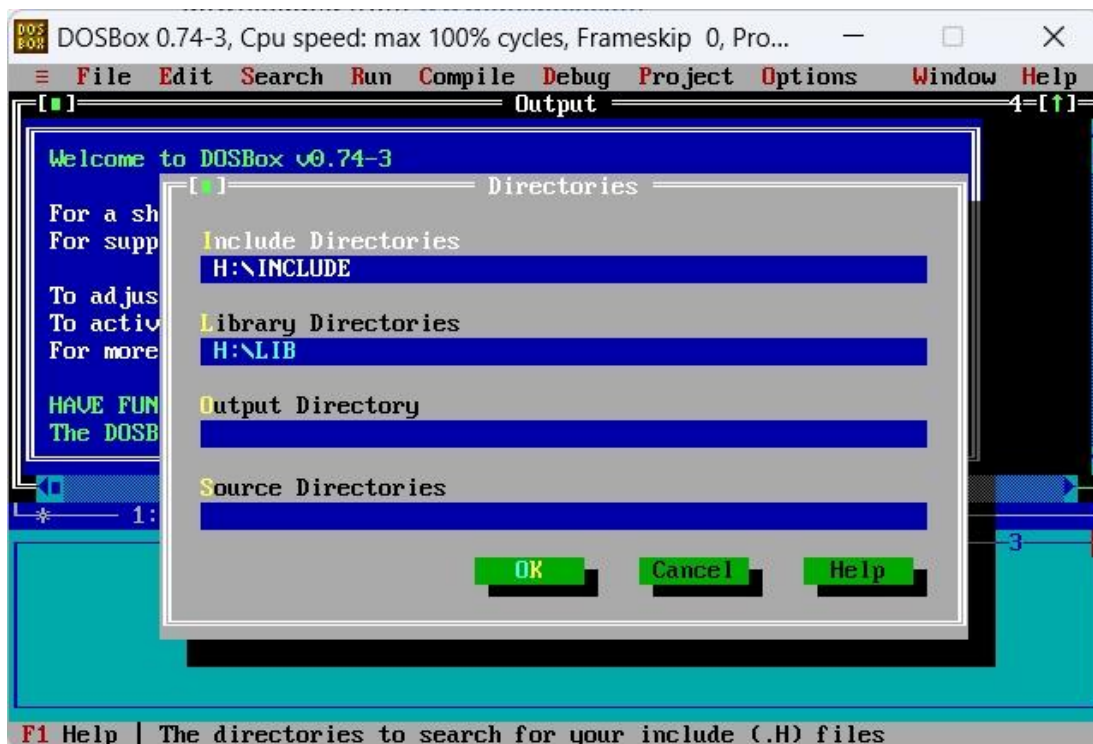 DOSBox 0.74-3, Cpu speed: max 100% cycles, Frameskip 0, Pro...
≡ File Edit Search Run Compile Debug Project Options Window Help
[■] Output 4=[↑]
Welcome to DOSBox v0.74-3
[■] Directories
For a sh
For supp
Include Directories
H:\INCLUDE
To adjus
To activ
For more
Library Directories
H:\LIB
HAVE FUN
The DOSB
Output Directory
Source Directories
1:
3
OK Cancel Help
F1 Help | The directories to search for your include (.H) files